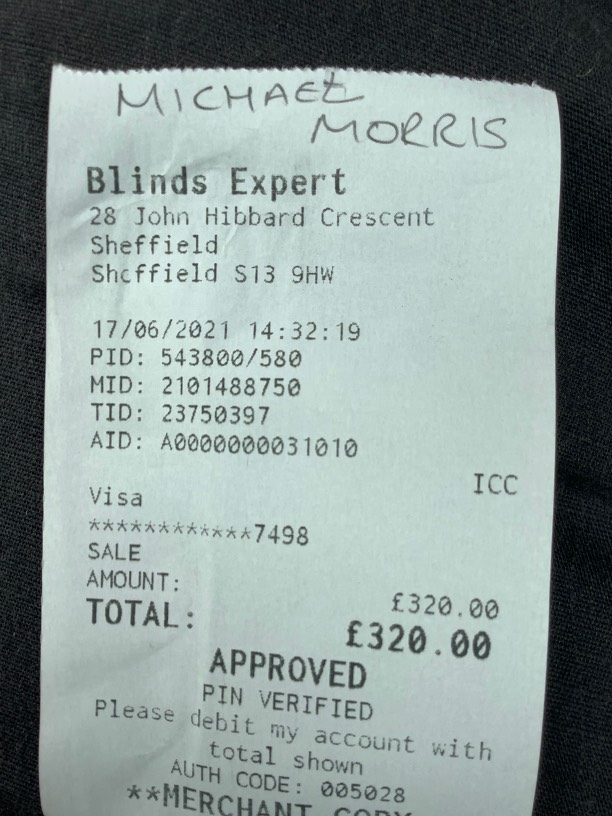 MICHAEL
MORRIS
Blinds Expert
28 John Hibbard Crescent
Sheffield
Sheffield S13 9HW
17/06/2021 14:32:19
PID: 543800/580
MID: 2101488750
TID: 23750397
AID: A0000000031010
ICC
Visa
************7498
SALE
AMOUNT: £320.00
TOTAL: £320.00
APPROVED
PIN VERIFIED
Please debit my account with
total shown
AUTH CODE: 005028
**MERCHANT COPY